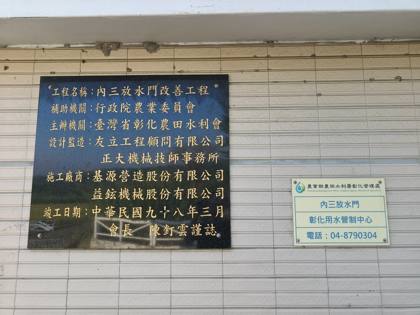 工程名稱：內三放水門改善工程
補助機關：行政院農業委員會
主辦機關：臺灣省彰化農田水利會
設計監造：友立工程顧問有限公司
正大機械技師事務所
施工廠商：基源營造股份有限公司
益鋐機械股份有限公司
竣工日期：中華民國九十八年三月
會長 陳釘雲謹誌
農業部農田水利署彰化管理處
內三放水門
彰化用水管制中心
電話：04-8790304